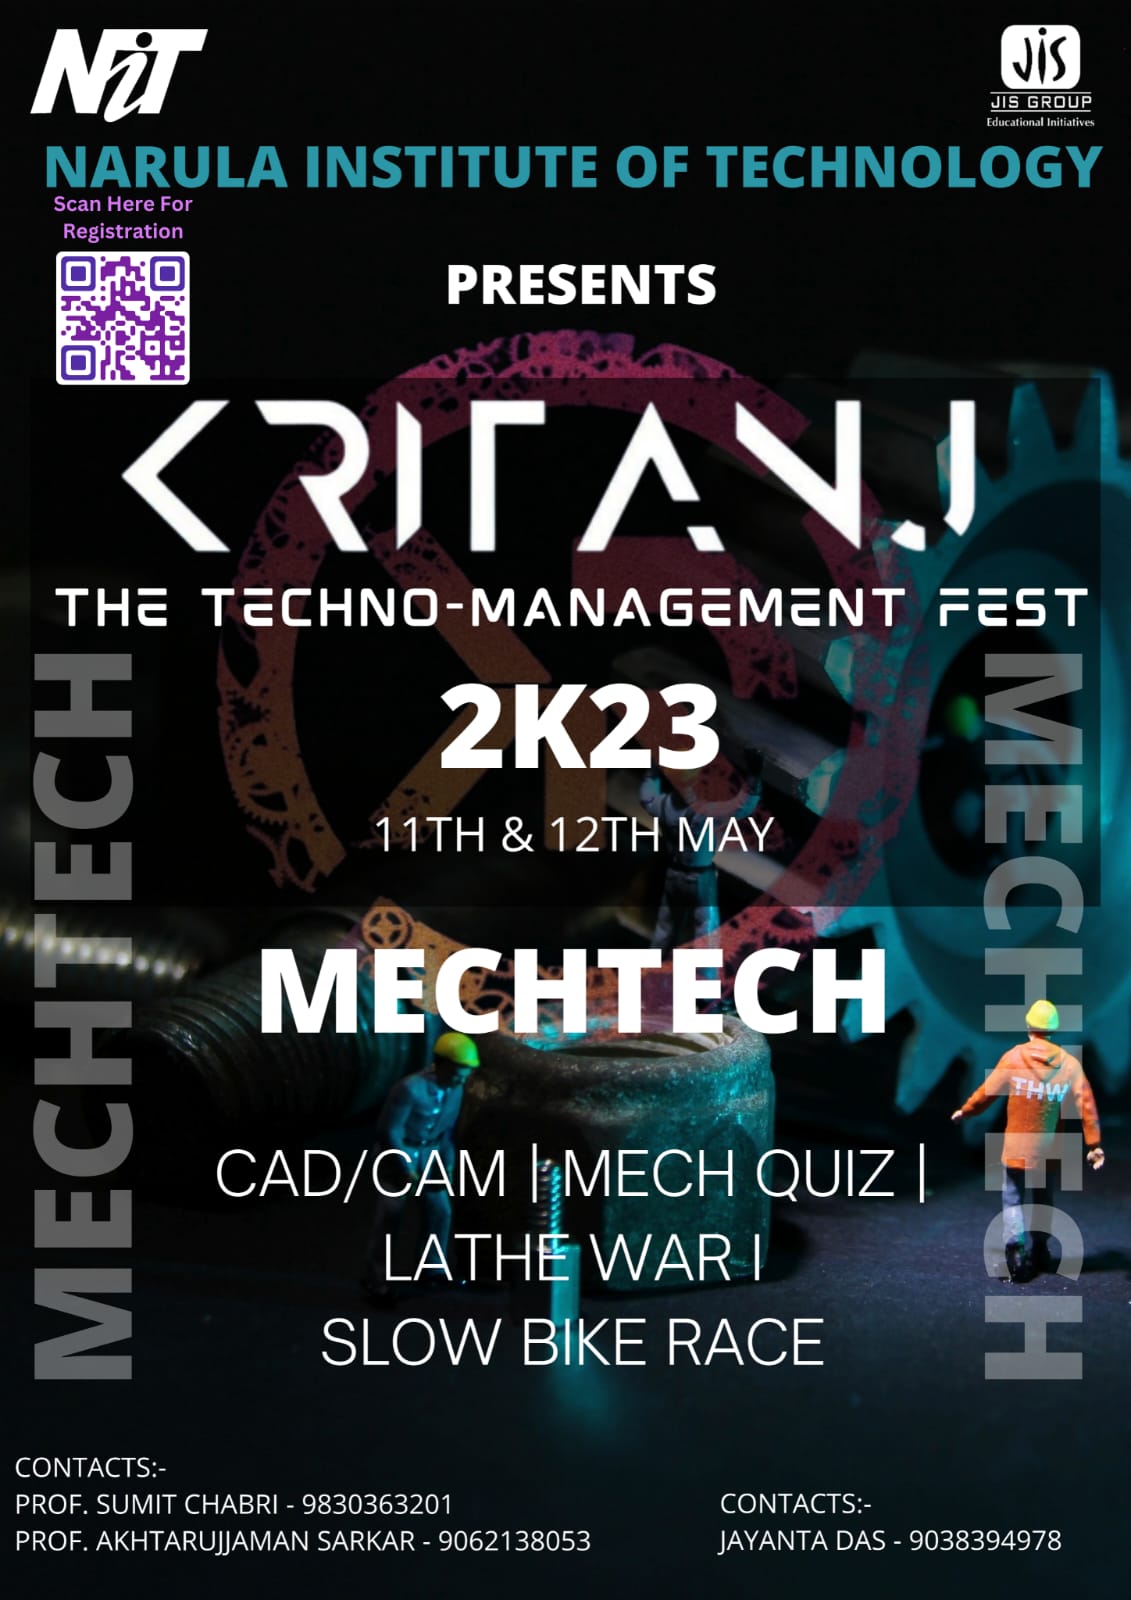 NiT
JIS
JIS GROUP
Educational Initiatives
NARULA INSTITUTE OF TECHNOLOGY
Scan Here For
Registration
PRESENTS
KRITANJ
THE TECHNO-MANAGEMENT FEST
2K23
11TH & 12TH MAY
MECHTECH
MECHTECH
MECHTECH
THW
CAD/CAM | MECH QUIZ |
LATHE WAR I
SLOW BIKE RACE
CONTACTS:-
PROF. SUMIT CHABRI - 9830363201
PROF. AKHTARUJJAMAN SARKAR - 9062138053
CONTACTS:-
JAYANTA DAS - 9038394978